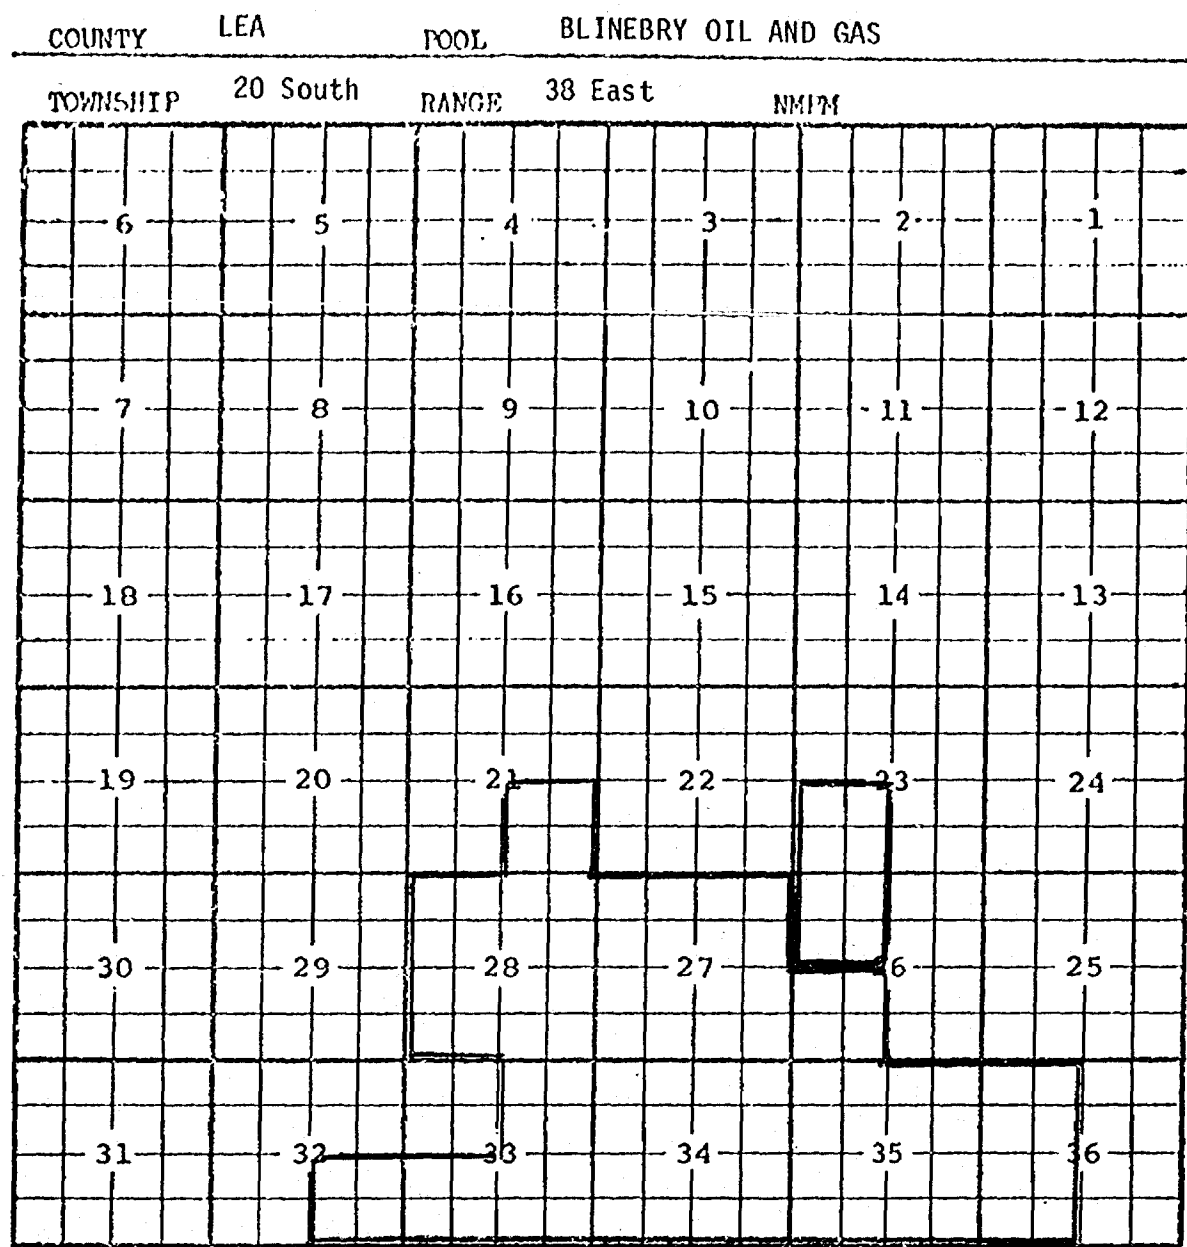 COUNTY LEA POOL BLINEBRY OIL AND GAS
TOWNSHIP 20 South RANGE 38 East NMPM
6 5 4 3 2 1
7 8 9 10 11 12
18 17 16 15 14 13
19 20 21 22 23 24
30 29 28 27 6 25
31 32 33 34 35 36